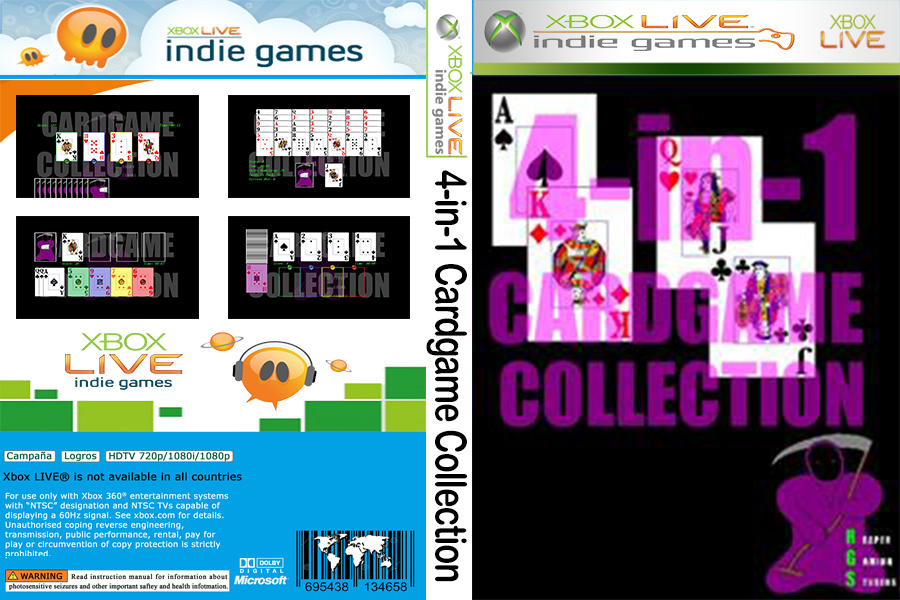 XBOX LIVE
indie games
CARDGAME
COLLECTION
CARDGAME
COLLECTION
CARDGAME
COLLECTION
XBOX LIVE
indie games
Campaña Logros HDTV 720p/1080i/1080p
Xbox LIVE® is not available in all countries
For use only with Xbox 360® entertainment systems
with “NTSC” designation and NTSC TVs capable of
displaying a 60Hz signal. See xbox.com for details.
Unauthorised coping reverse engineering,
transmission, public performance, rental, pay for
play or circumvention of copy protection is strictly
prohibited.
WARNING Read instruction manual for information about
photosensitive seizures and other important saftey and health infotmation.
DOLBY
DIGITAL
Microsoft
695438 134658
XBOX LIVE
indie games
4-in-1 Cardgame Collection
XBOX LIVE
indie games
XBOX
LIVE
4-in-1
CARDGAME
COLLECTION
A
K
Q
J
K
J
HGS